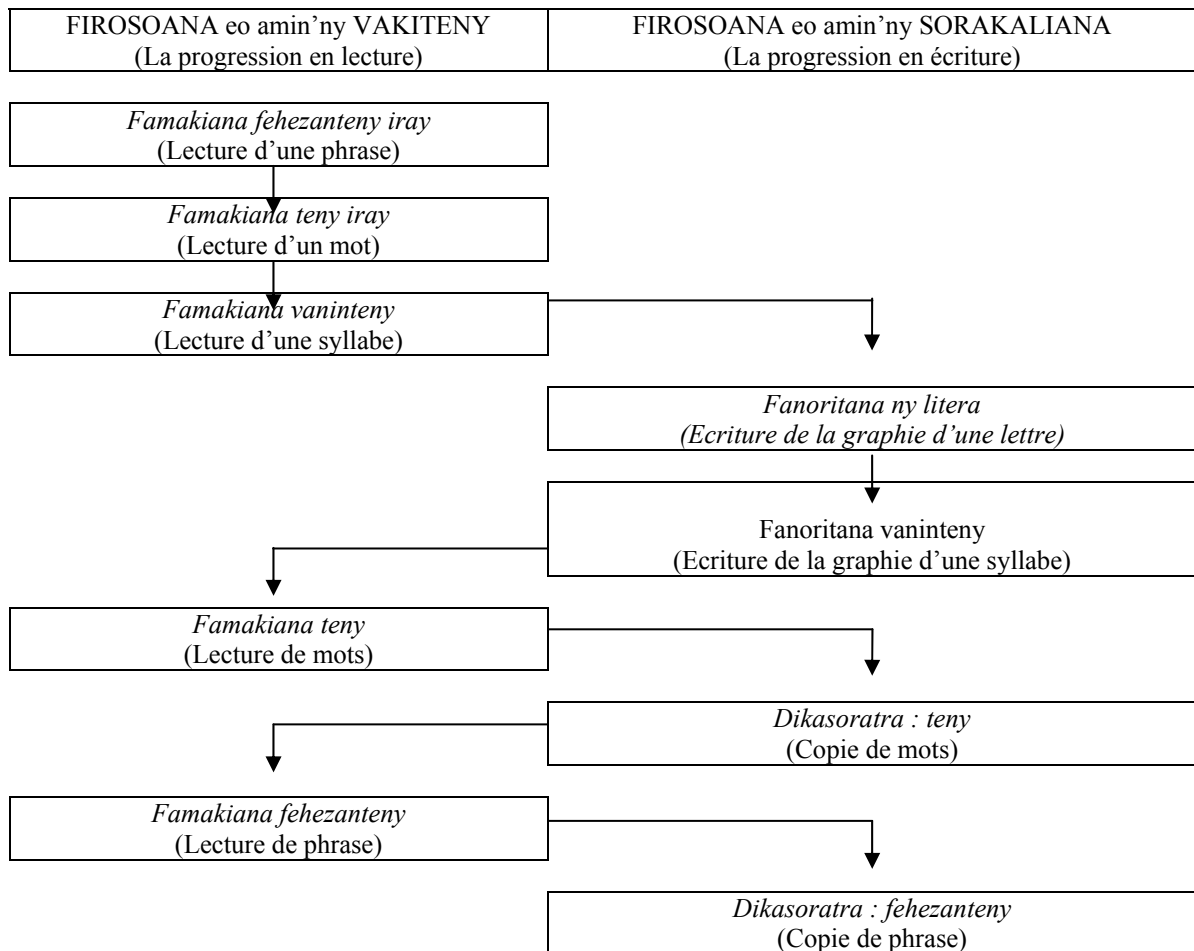 FIROSOANA eo amin’ny VAKITENY
(La progression en lecture)
FIROSOANA eo amin’ny SORAKALIANA
(La progression en écriture)
Famakiana fehezanteny iray
(Lecture d’une phrase)
Famakiana teny iray
(Lecture d’un mot)
Famakiana vaninteny
(Lecture d’une syllabe)
Fanoritana ny litera
(Ecriture de la graphie d’une lettre)
Fanoritana vaninteny
(Ecriture de la graphie d’une syllabe)
Famakiana teny
(Lecture de mots)
Dikasoratra : teny
(Copie de mots)
Famakiana fehezanteny
(Lecture de phrase)
Dikasoratra : fehezanteny
(Copie de phrase)